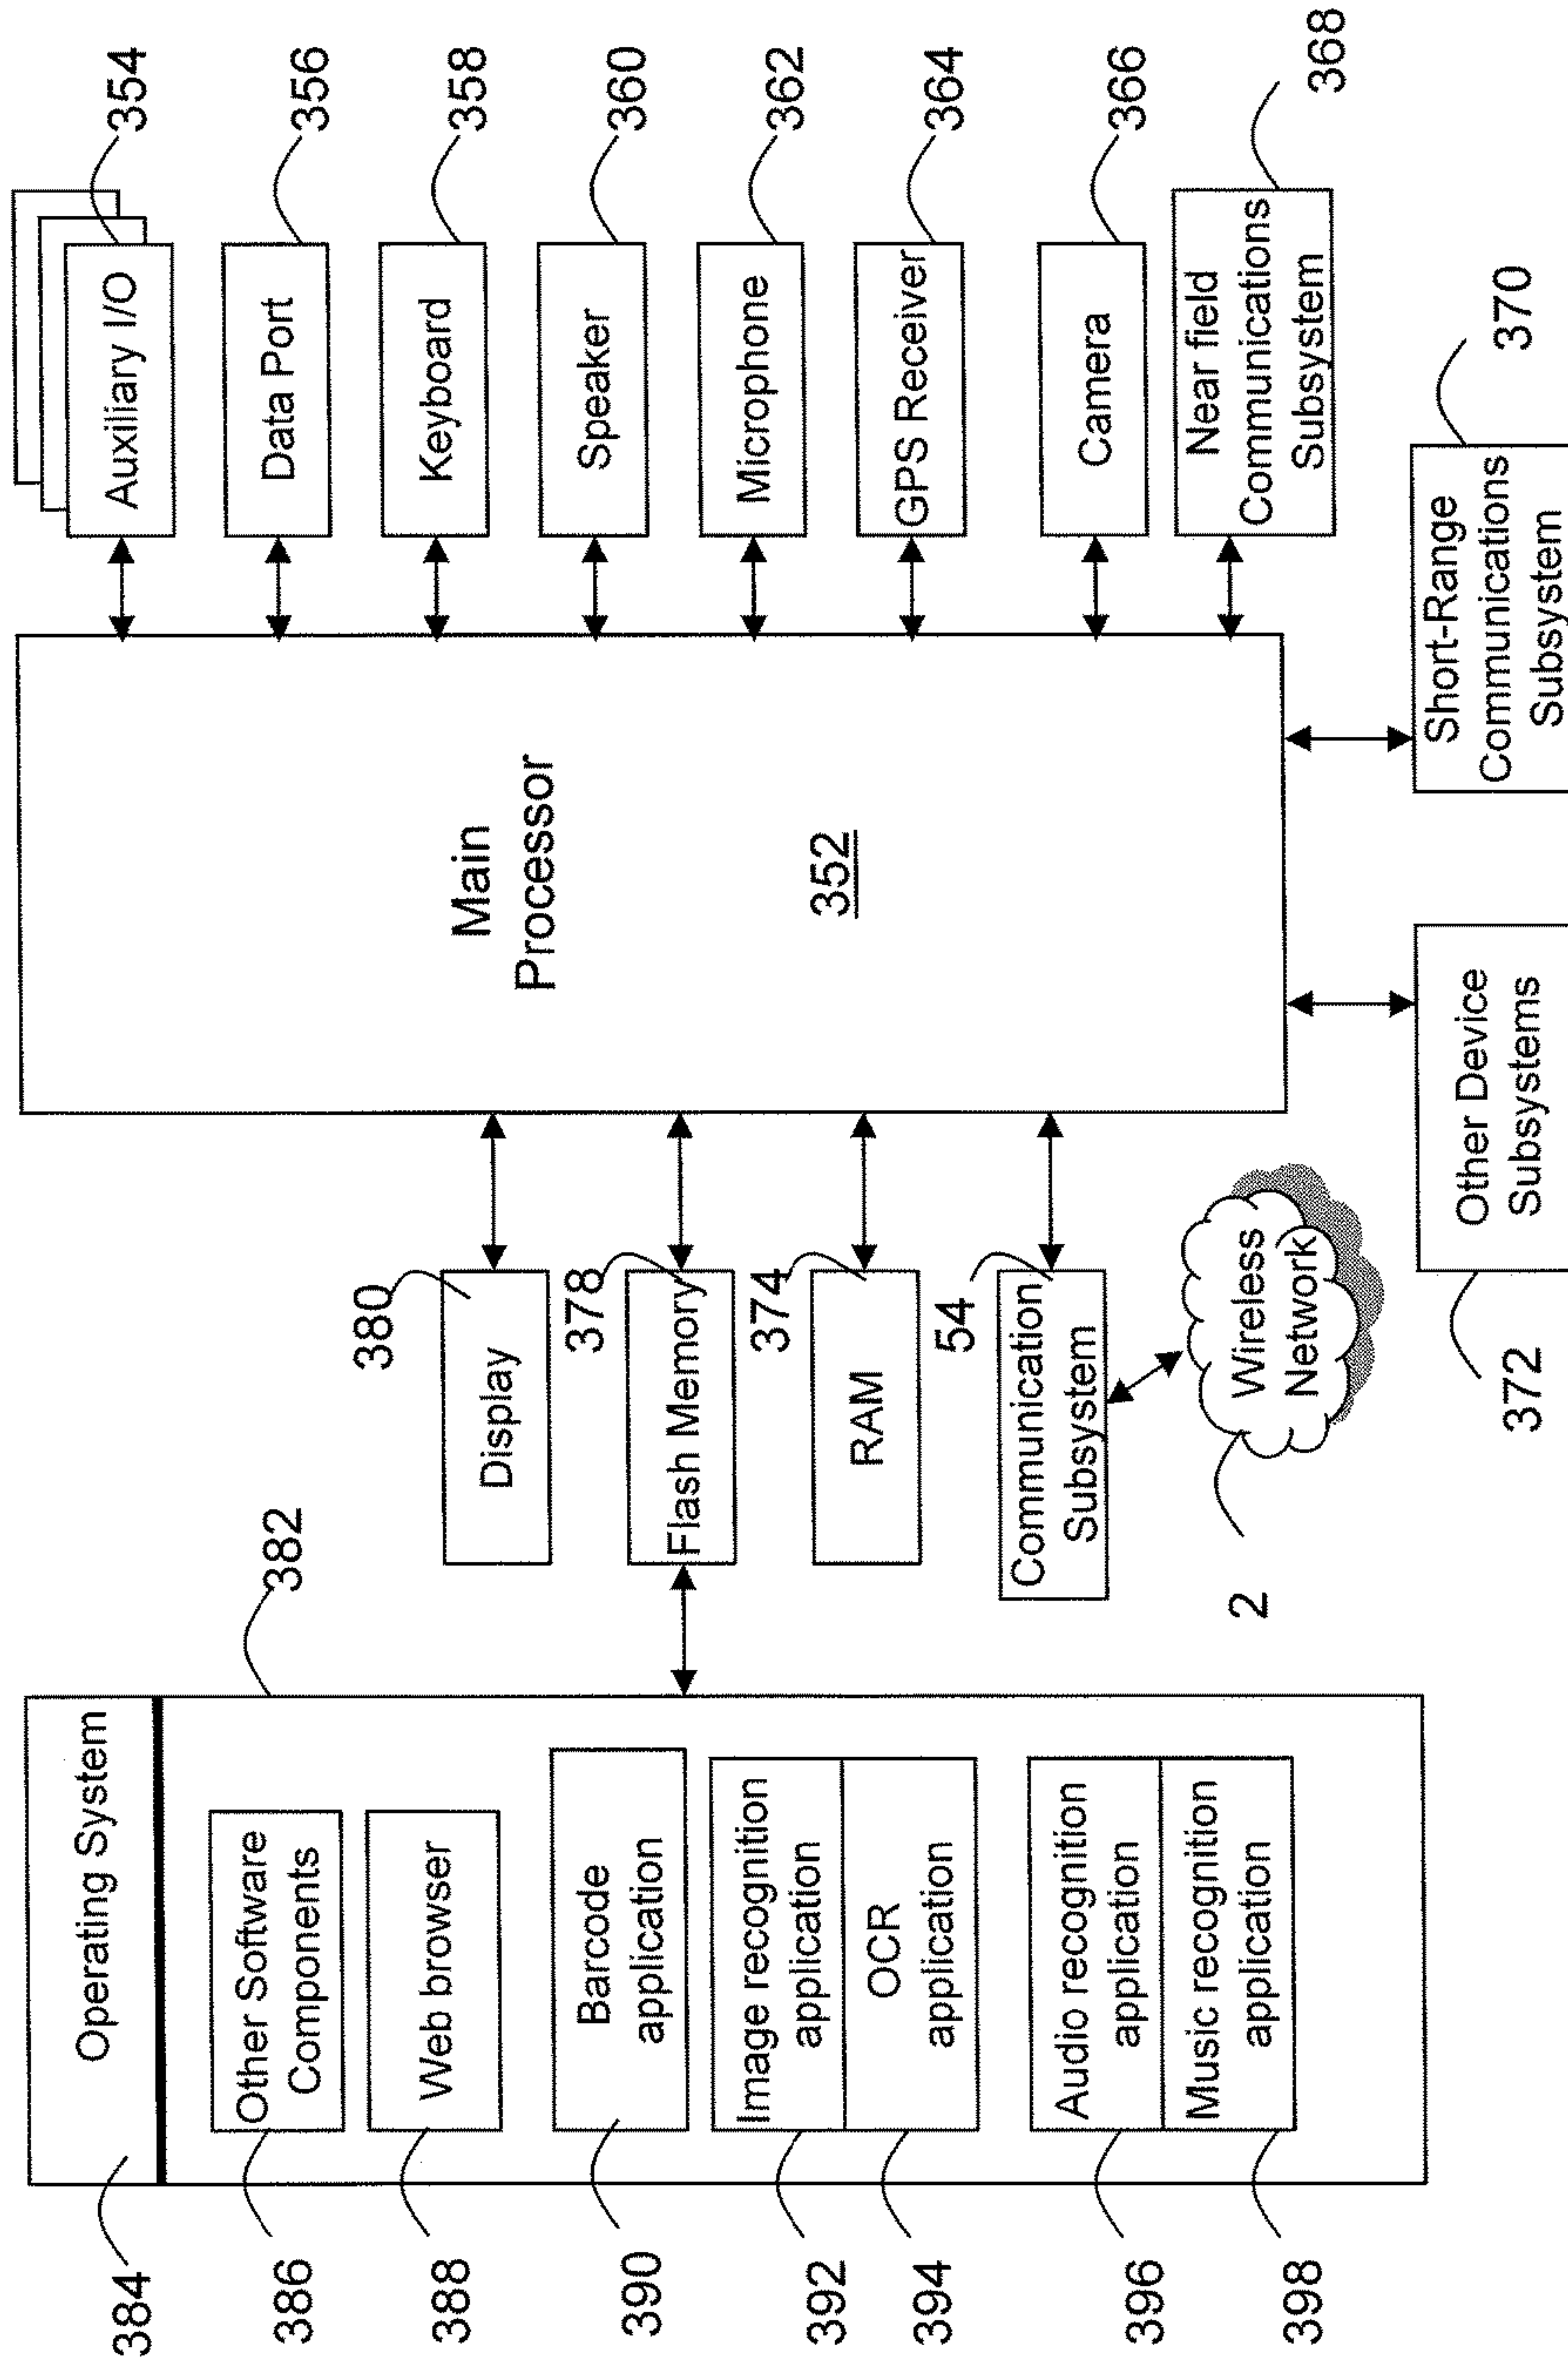 384
Operating System
382
386
Other Software
Components
388
Web browser
390
Barcode
application
392
Image recognition
application
394
OCR
application
396
Audio recognition
application
398
Music recognition
application
380
Display
378
Flash Memory
374
RAM
54
Communication
Subsystem
2
Wireless
Network
Main
Processor
352
372
Other Device
Subsystems
370
Short-Range
Communications
Subsystem
Auxiliary I/O
354
Data Port
356
Keyboard
358
Speaker
360
Microphone
362
GPS Receiver
364
Camera
366
Near field
Communications
Subsystem
368